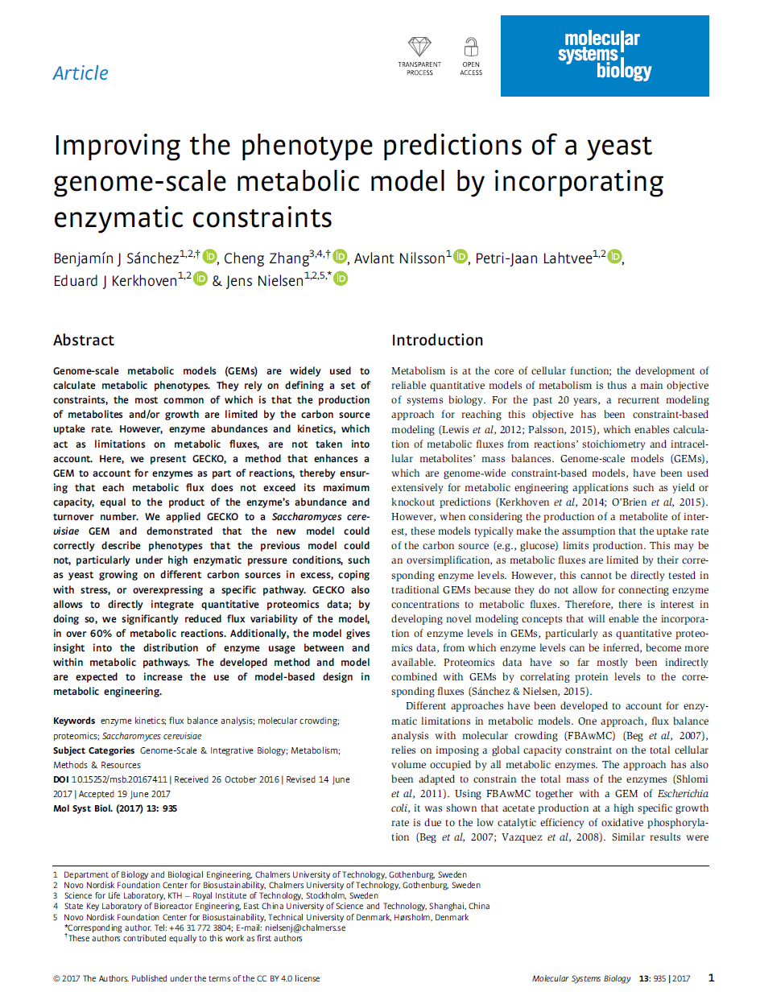 Article
TRANSPARENT
PROCESS
OPEN
ACCESS
molecular
systems
biology
Improving the phenotype predictions of a yeast
genome-scale metabolic model by incorporating
enzymatic constraints
Benjamín J Sánchez1,2,†, Cheng Zhang3,4,†, Avlant Nilsson1, Petri-Jaan Lahtvee1,2,
Eduard J Kerkhoven1,2 & Jens Nielsen1,2,5,*
Abstract
Genome-scale metabolic models (GEMs) are widely used to
calculate metabolic phenotypes. They rely on defining a set of
constraints, the most common of which is that the production
of metabolites and/or growth are limited by the carbon source
uptake rate. However, enzyme abundances and kinetics, which
act as limitations on metabolic fluxes, are not taken into
account. Here, we present GECKO, a method that enhances a
GEM to account for enzymes as part of reactions, thereby ensur-
ing that each metabolic flux does not exceed its maximum
capacity, equal to the product of the enzyme's abundance and
turnover number. We applied GECKO to a Saccharomyces cere-
visiae GEM and demonstrated that the new model could
correctly describe phenotypes that the previous model could
not, particularly under high enzymatic pressure conditions, such
as yeast growing on different carbon sources in excess, coping
with stress, or overexpressing a specific pathway. GECKO also
allows to directly integrate quantitative proteomics data; by
doing so, we significantly reduced flux variability of the model,
in over 60% of metabolic reactions. Additionally, the model gives
insight into the distribution of enzyme usage between and
within metabolic pathways. The developed method and model
are expected to increase the use of model-based design in
metabolic engineering.
Keywords enzyme kinetics; flux balance analysis; molecular crowding;
proteomics; Saccharomyces cerevisiae
Subject Categories Genome-Scale & Integrative Biology; Metabolism;
Methods & Resources
DOI 10.15252/msb.20167411 | Received 26 October 2016 | Revised 14 June
2017 | Accepted 19 June 2017
Mol Syst Biol. (2017) 13: 935
Introduction
Metabolism is at the core of cellular function; the development of
reliable quantitative models of metabolism is thus a main objective
of systems biology. For the past 20 years, a recurrent modeling
approach for reaching this objective has been constraint-based
modeling (Lewis et al, 2012; Palsson, 2015), which enables calcula-
tion of metabolic fluxes from reactions' stoichiometry and intracel-
lular metabolites' mass balances. Genome-scale models (GEMs),
which are genome-wide constraint-based models, have been used
extensively for metabolic engineering applications such as yield or
knockout predictions (Kerkhoven et al, 2014; O'Brien et al, 2015).
However, when considering the production of a metabolite of inter-
est, these models typically make the assumption that the uptake rate
of the carbon source (e.g., glucose) limits production. This may be
an oversimplification, as metabolic fluxes are limited by their corre-
sponding enzyme levels. However, this cannot be directly tested in
traditional GEMs because they do not allow for connecting enzyme
concentrations to metabolic fluxes. Therefore, there is interest in
developing novel modeling concepts that will enable the incorpora-
tion of enzyme levels in GEMs, particularly as quantitative proteo-
mics data, from which enzyme levels can be inferred, become more
available. Proteomics data have so far mostly been indirectly
combined with GEMs by correlating protein levels to the corre-
sponding fluxes (Sánchez & Nielsen, 2015).
Different approaches have been developed to account for enzy-
matic limitations in metabolic models. One approach, flux balance
analysis with molecular crowding (FBAwMC) (Beg et al, 2007),
relies on imposing a global capacity constraint on the total cellular
volume occupied by all metabolic enzymes. The approach has also
been adapted to constrain the total mass of the enzymes (Shlomi
et al, 2011). Using FBAwMC together with a GEM of Escherichia
coli, it was shown that acetate production at a high specific growth
rate is due to the low catalytic efficiency of oxidative phosphoryla-
tion (Beg et al, 2007; Vazquez et al, 2008). Similar results were
1 Department of Biology and Biological Engineering, Chalmers University of Technology, Gothenburg, Sweden
2 Novo Nordisk Foundation Center for Biosustainability, Chalmers University of Technology, Gothenburg, Sweden
3 Science for Life Laboratory, KTH – Royal Institute of Technology, Stockholm, Sweden
4 State Key Laboratory of Bioreactor Engineering, East China University of Science and Technology, Shanghai, China
5 Novo Nordisk Foundation Center for Biosustainability, Technical University of Denmark, Hørsholm, Denmark
*Corresponding author. Tel: +46 31 772 3804; E-mail: nielsenj@chalmers.se
†These authors contributed equally to this work as first authors
© 2017 The Authors. Published under the terms of the CC BY 4.0 license
Molecular Systems Biology 13: 935 | 2017 1